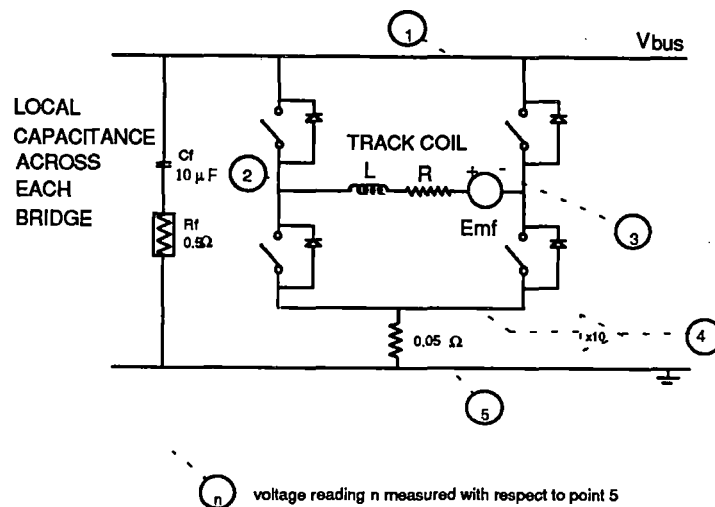 1
Vbus
LOCAL
CAPACITANCE
ACROSS
EACH
BRIDGE
Cf
10 μF
Rf
0.5Ω
TRACK COIL
2
L
R
+
-
Emf
3
0.05 Ω
x10
4
5
n
voltage reading n measured with respect to point 5